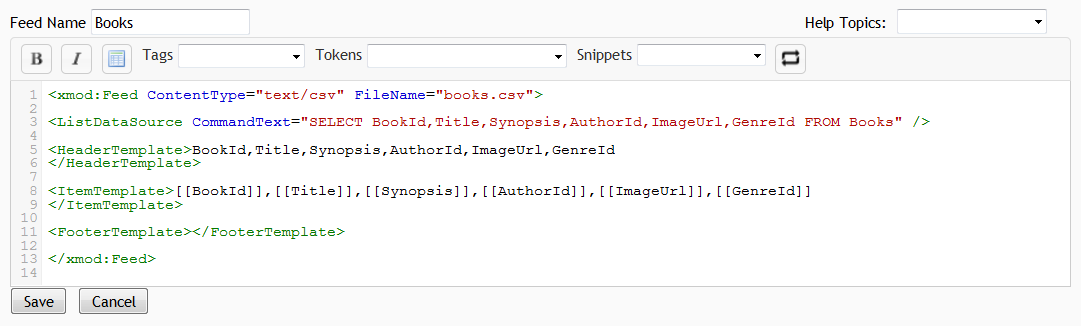 Feed Name Books Help Topics:
B I Tags Tokens Snippets
1 <xmod:Feed ContentType="text/csv" FileName="books.csv">
2
3 <ListDataSource CommandText="SELECT BookId,Title,Synopsis,AuthorId,ImageUrl,GenreId FROM Books" />
4
5 <HeaderTemplate>BookId,Title,Synopsis,AuthorId,ImageUrl,GenreId
6 </HeaderTemplate>
7
8 <ItemTemplate>[[BookId]],[[Title]],[[Synopsis]],[[AuthorId]],[[ImageUrl]],[[GenreId]]
9 </ItemTemplate>
10
11 <FooterTemplate></FooterTemplate>
12
13 </xmod:Feed>
14
Save Cancel